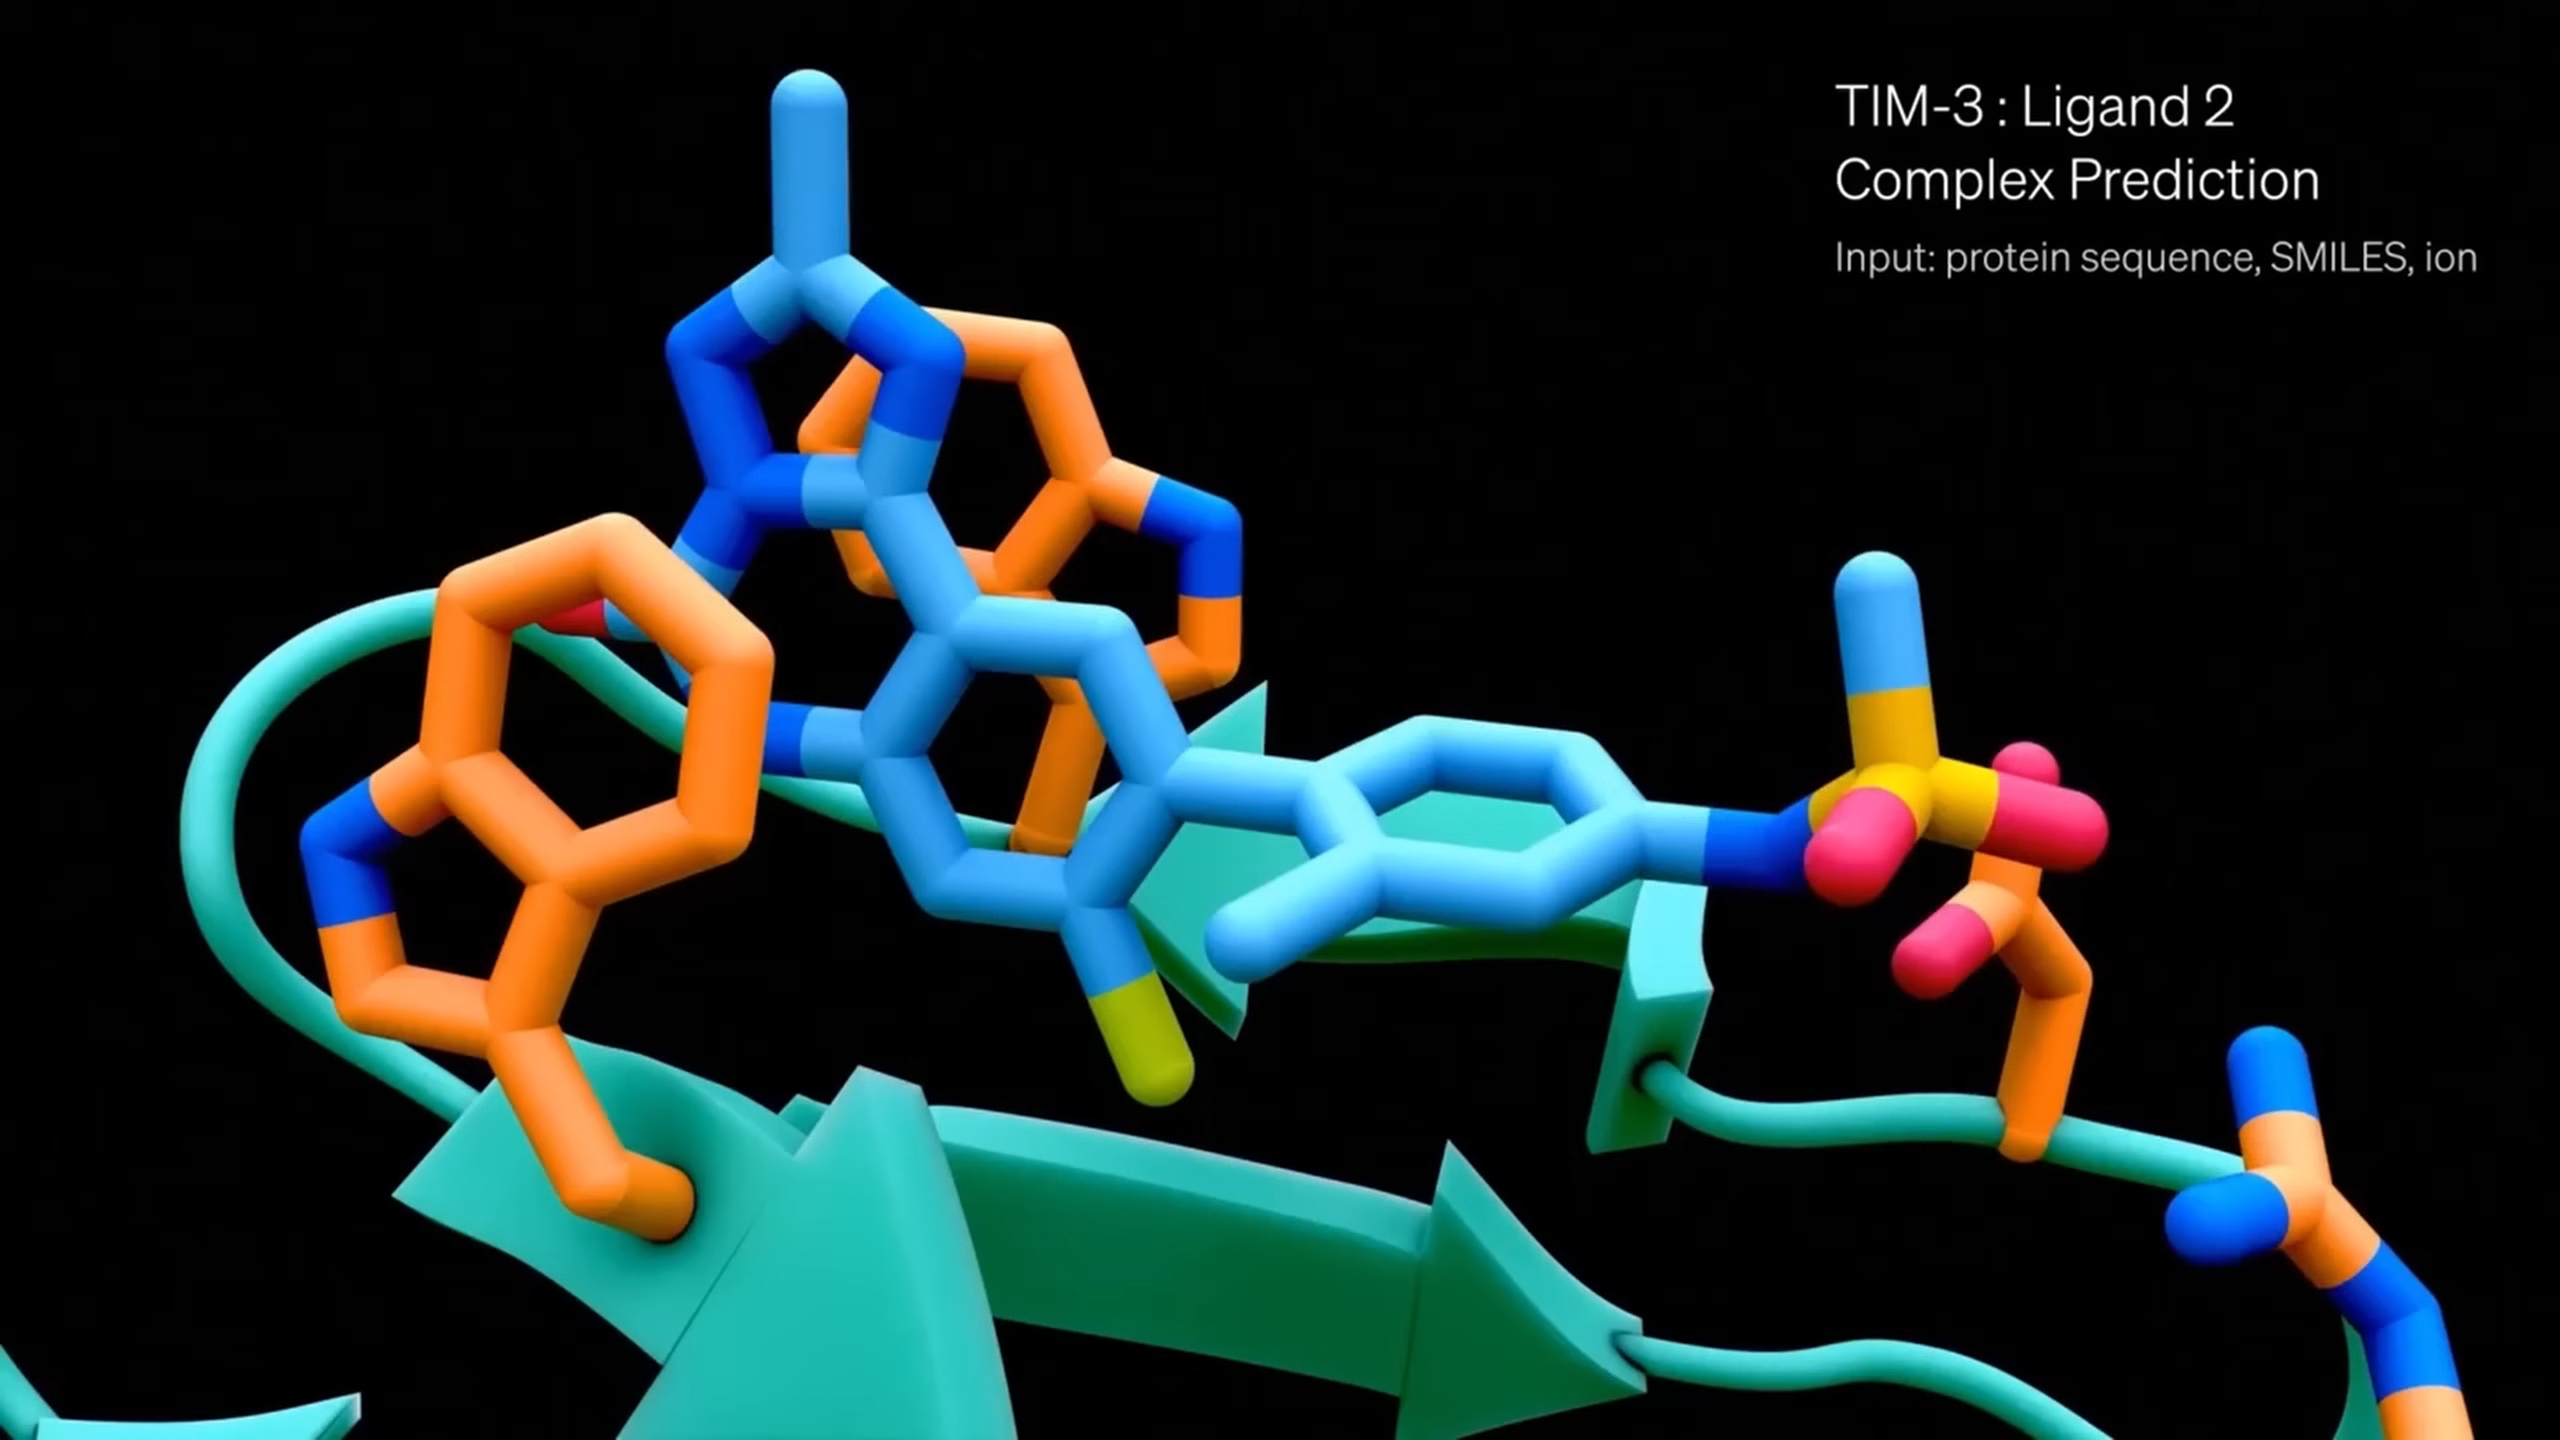 TIM-3 : Ligand 2
Complex Prediction
Input: protein sequence, SMILES, ion